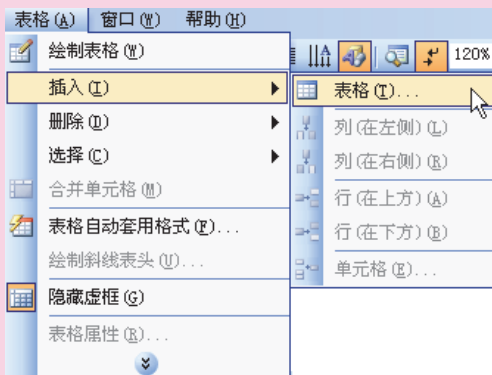 表格(A) 窗口(W) 帮助(H)
绘制表格(W)
120%
插入(I)
表格(T)...
删除(D)
列(在左侧)(L)
选择(C)
列(在右侧)(R)
合并单元格(M)
行(在上方)(A)
表格自动套用格式(F)...
行(在下方)(B)
绘制斜线表头(U)...
单元格(E)...
隐藏虚框(G)
表格属性(R)...